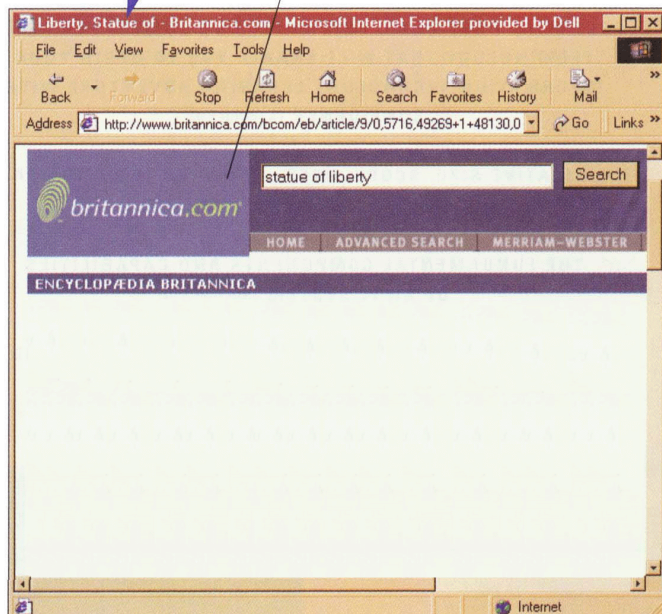 Liberty, Statue of - Britannica.com - Microsoft Internet Explorer provided by Dell
File Edit View Favorites Tools Help
Back Forward Stop Refresh Home Search Favorites History Mail »
Address http://www.britannica.com/bcom/eb/article/9/0,5716,49269+1+48130,0 Go Links »
statue of liberty Search
britannica.com
HOME ADVANCED SEARCH MERRIAM-WEBSTER
ENCYCLOPÆDIA BRITANNICA
Internet